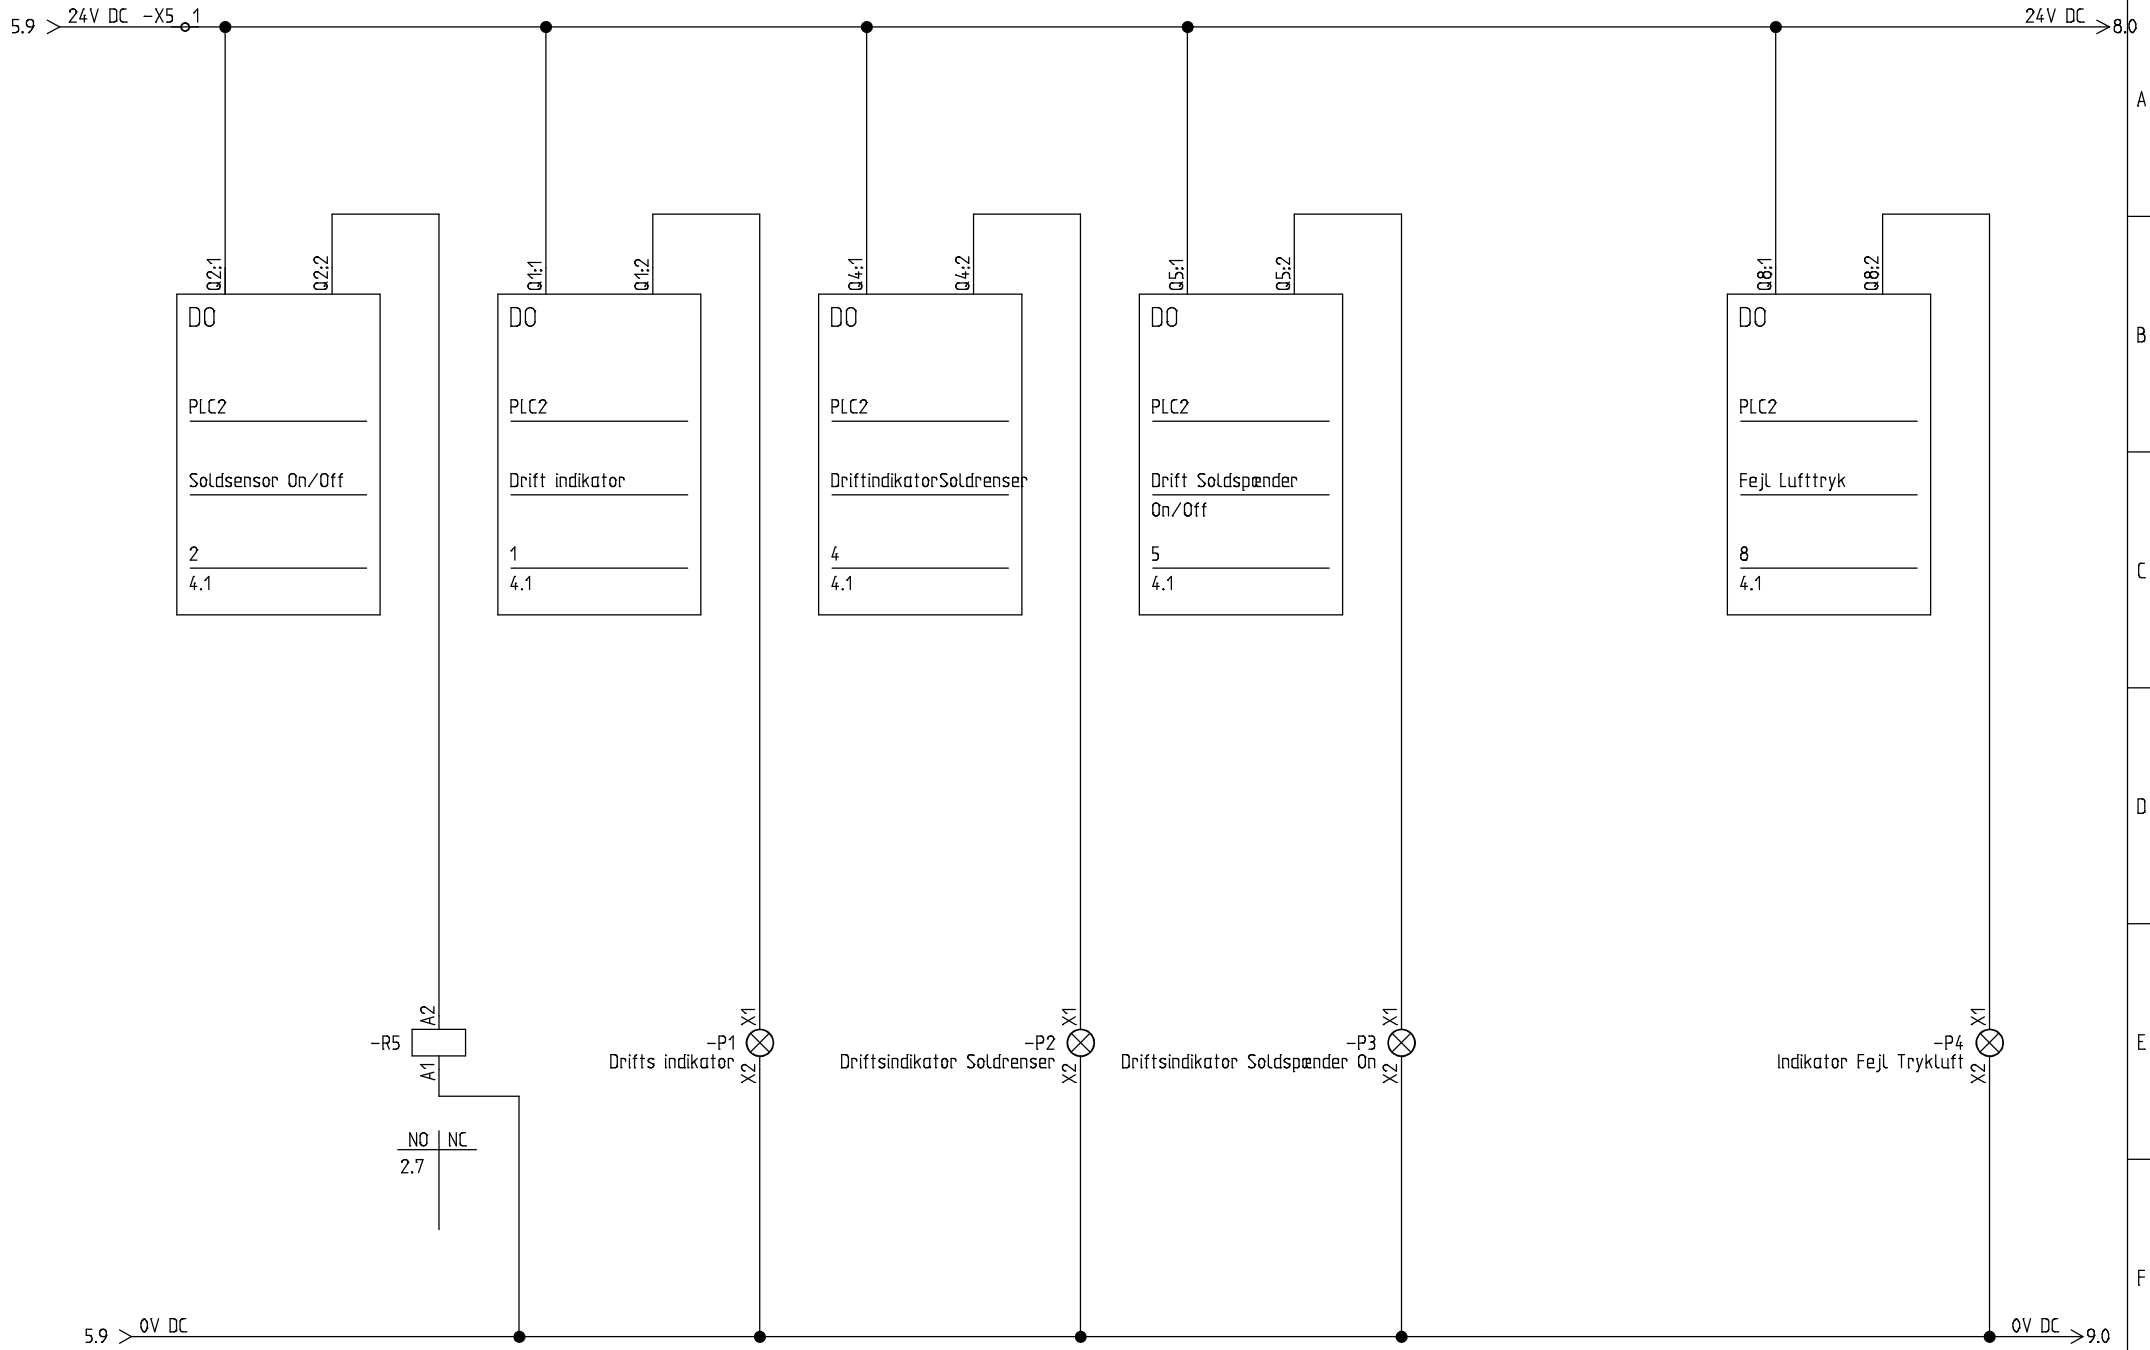 5.9 24V DC -X5 1 24V DC 8.0
A
Q2:1 Q2:2 Q1:1 Q1:2 Q4:1 Q4:2 Q5:1 Q5:2 Q8:1 Q8:2
DO DO DO DO DO
B
PLC2 PLC2 PLC2 PLC2 PLC2
Soldsensor On/Off Drift indikator DriftindikatorSoldrenser Drift Soldspænder Fejl Lufttryk
On/Off
2 1 4 5 8
C
4.1 4.1 4.1 4.1 4.1
D
A2 X1 X1 X1 X1
-R5 -P1 -P2 -P3 -P4 E
Drifts indikator Driftsindikator Soldrenser Driftsindikator Soldspænder On Indikator Fejl Trykluft
A1 X2 X2 X2 X2
NO NC
2.7
F
5.9 0V DC 0V DC 9.0